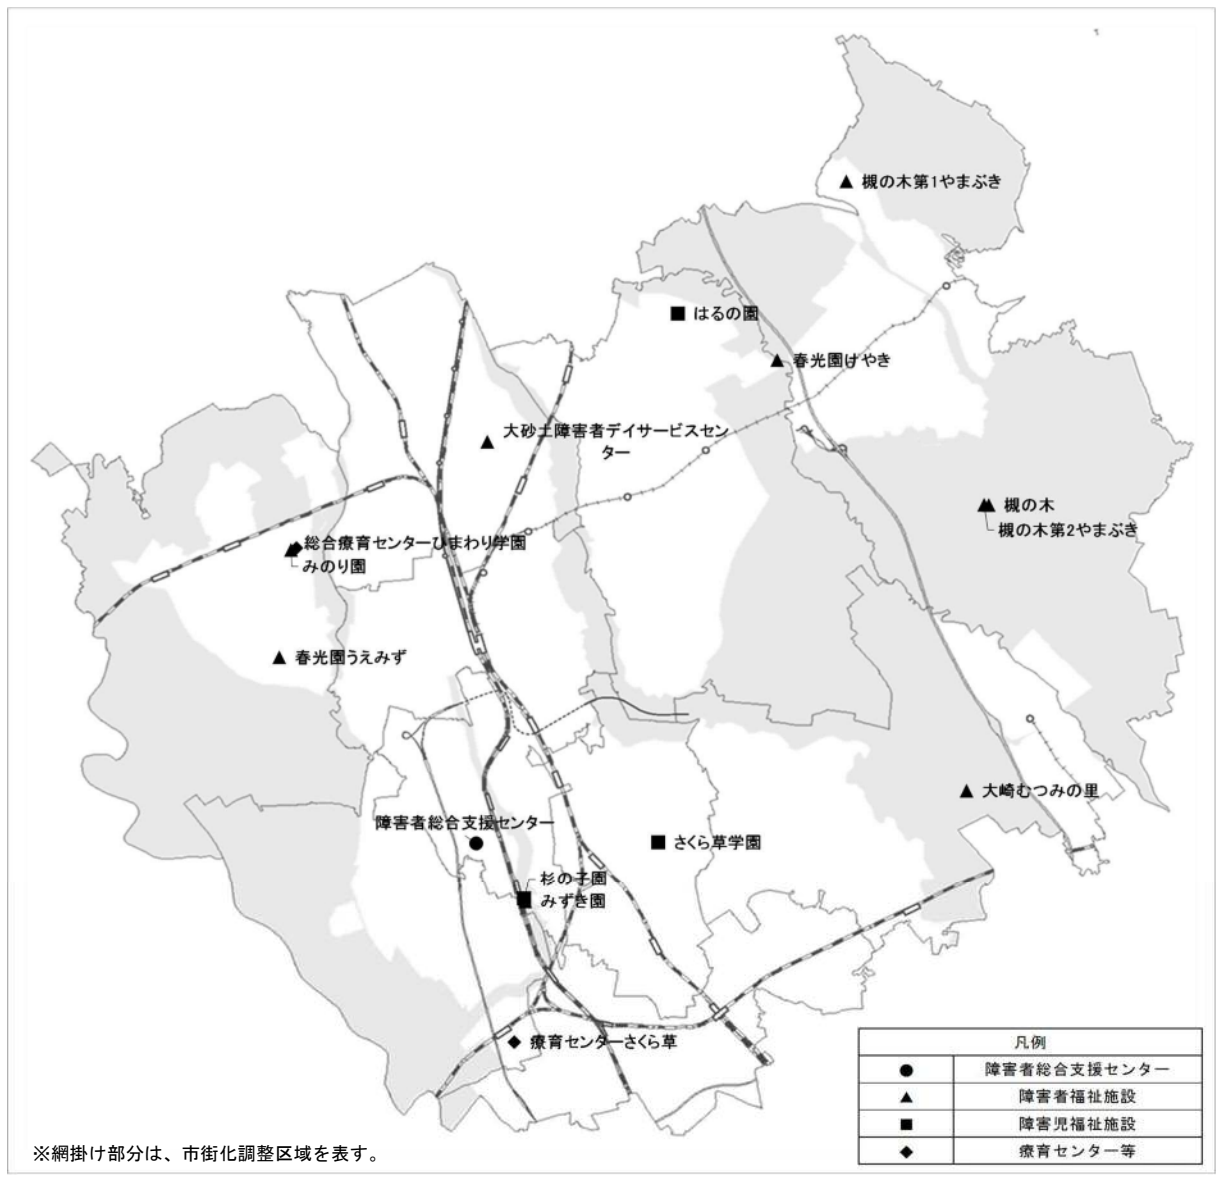 槻の木第1やまぶき
はるの園
春光園けやき
大砂土障害者デイサービスセン
ター
槻の木
槻の木第2やまぶき
総合療育センターひまわり学園
みのり園
春光園うえみず
大崎むつみの里
障害者総合支援センター
さくら草学園
杉の子園
みずき園
療育センターさくら草
凡例
● 障害者総合支援センター
▲ 障害者福祉施設
■ 障害児福祉施設
◆ 療育センター等
※網掛け部分は、市街化調整区域を表す。